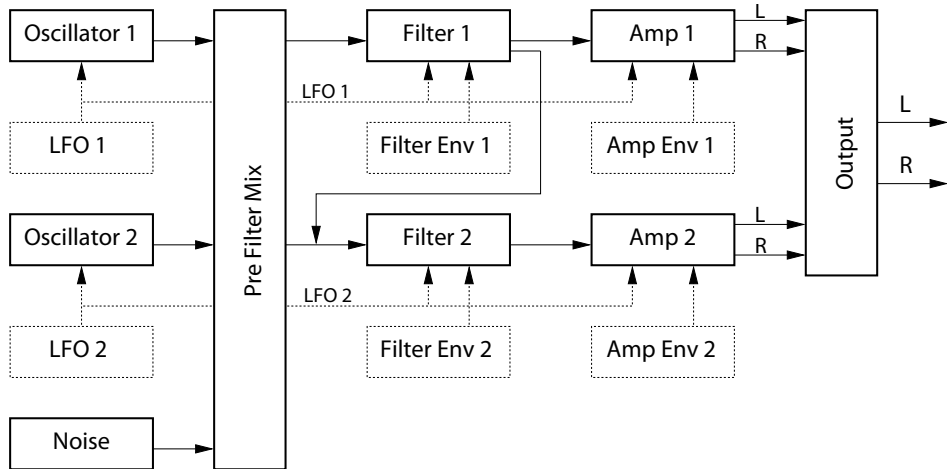 Oscillator 1
Filter 1
Amp 1
L
R
LFO 1
LFO 1
Filter Env 1
Amp Env 1
Pre Filter Mix
Output
L
R
Oscillator 2
Filter 2
Amp 2
L
R
LFO 2
LFO 2
Filter Env 2
Amp Env 2
Noise